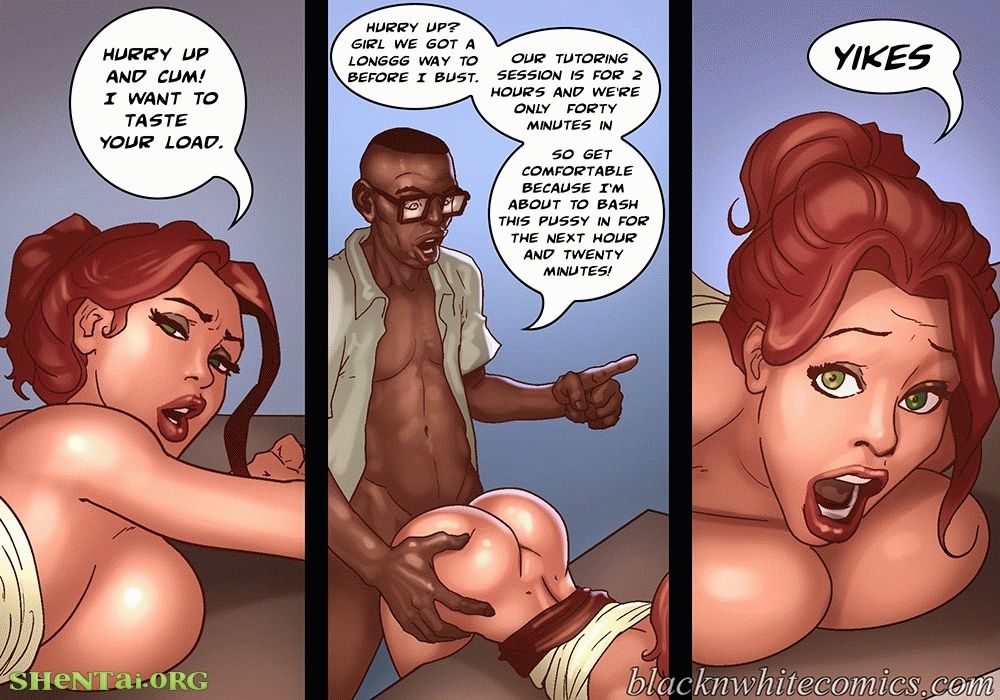 HURRY UP
AND CUM!
I WANT TO
TASTE
YOUR LOAD.
HURRY UP?
GIRL WE GOT A
LONGGG WAY TO
BEFORE I BUST.
OUR TUTORING
SESSION IS FOR 2
HOURS AND WE'RE
ONLY FORTY
MINUTES IN
SO GET
COMFORTABLE
BECAUSE I'M
ABOUT TO BASH
THIS PUSSY IN FOR
THE NEXT HOUR
AND TWENTY
MINUTES!
YIKES
SHENTAi.ORG
blacknwhitecomics.com